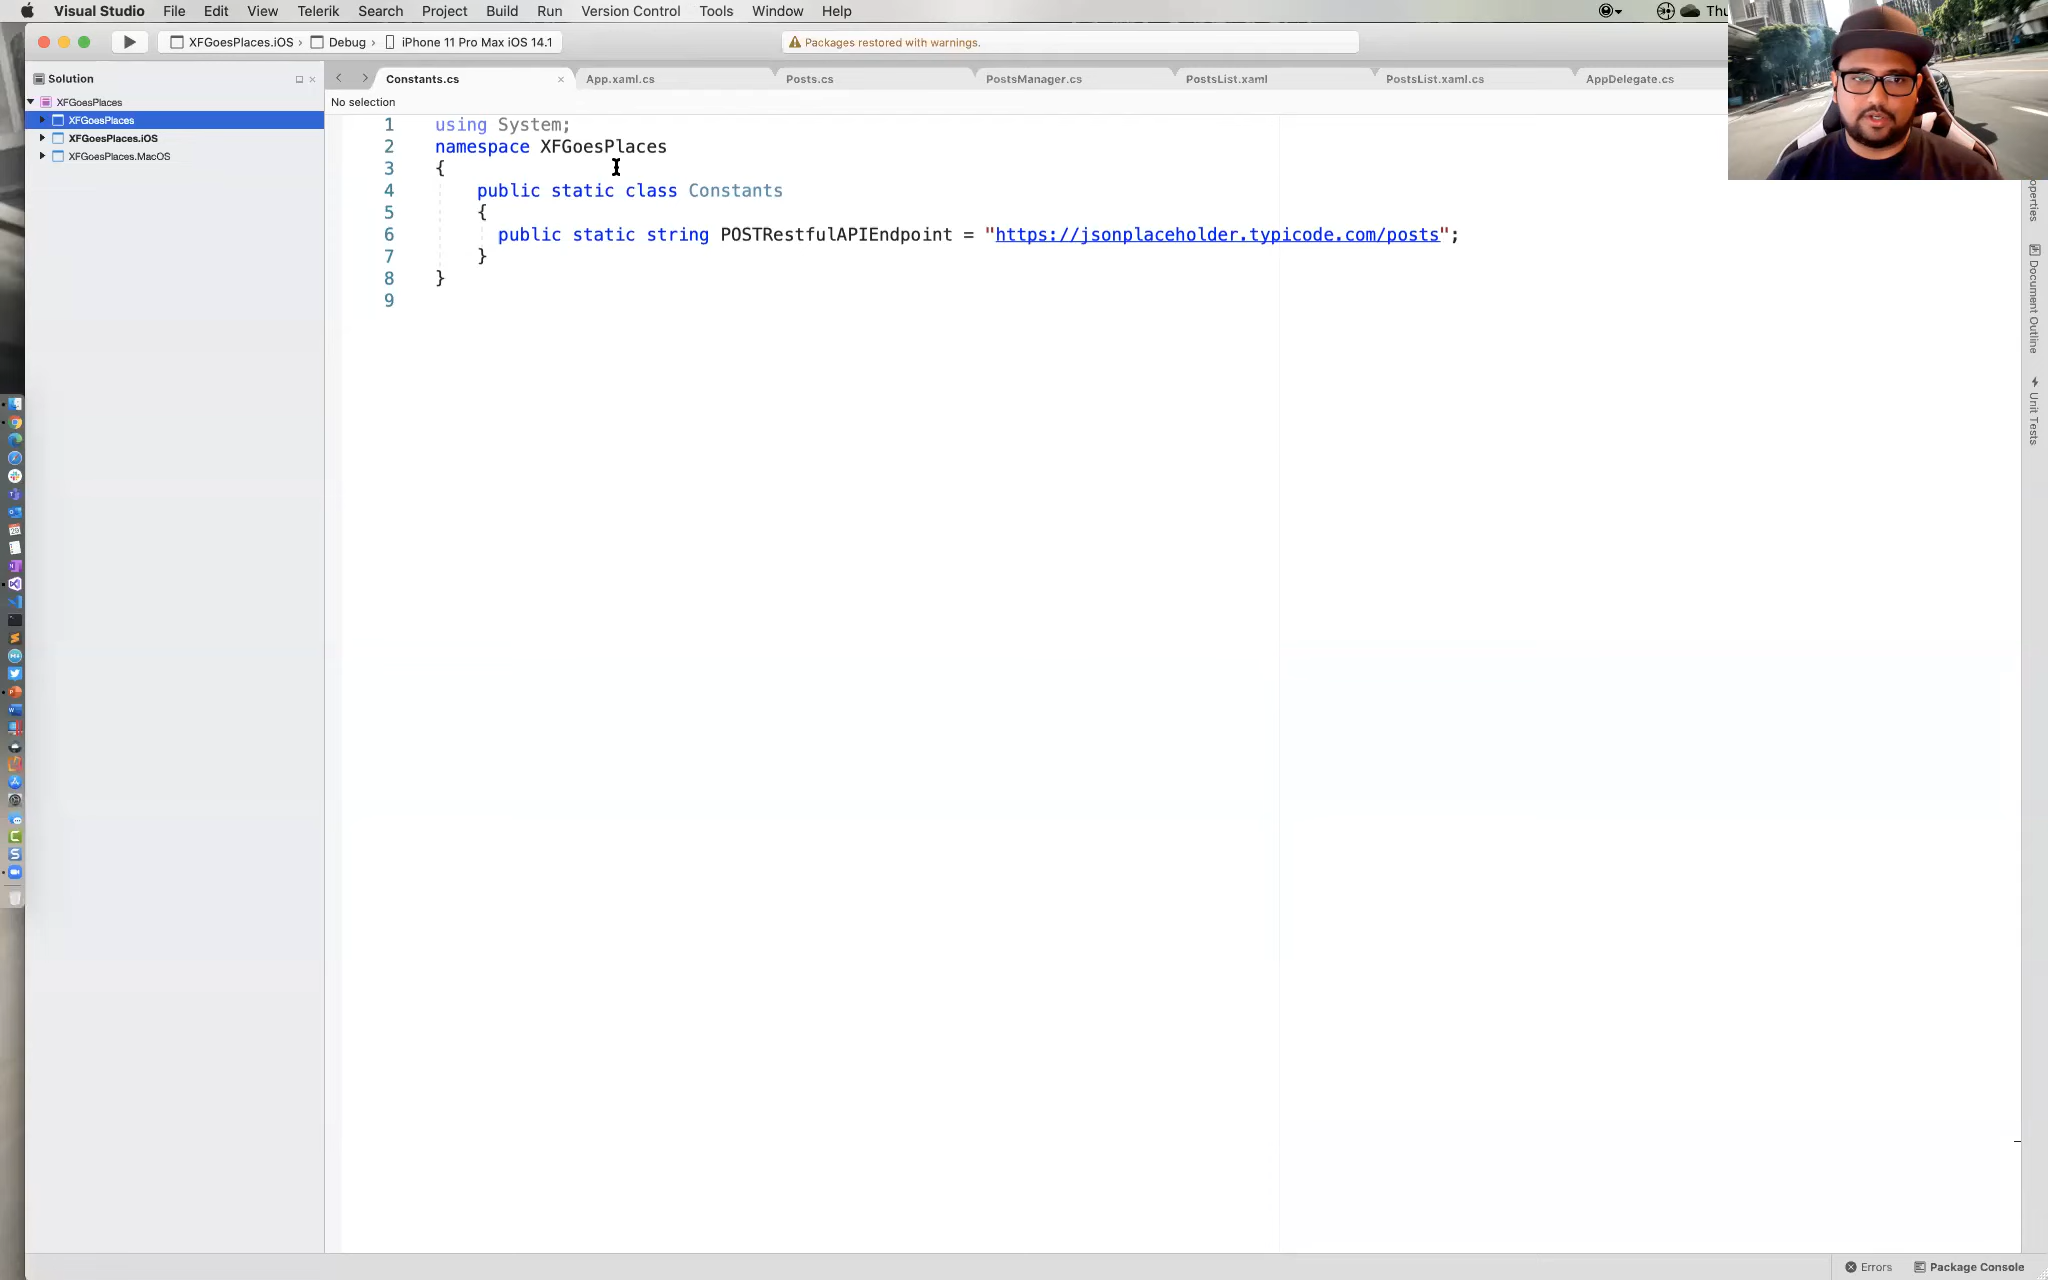 Visual Studio File Edit View Telerik Search Project Build Run Version Control Tools Window Help Thu
XFGoesPlaces.iOS › Debug › iPhone 11 Pro Max iOS 14.1
Packages restored with warnings.
Solution
Constants.cs App.xaml.cs Posts.cs PostsManager.cs PostsList.xaml PostsList.xaml.cs AppDelegate.cs
No selection
XFGoesPlaces
XFGoesPlaces
XFGoesPlaces.iOS
XFGoesPlaces.MacOS
1 using System;
2 namespace XFGoesPlaces
3 {
4 public static class Constants
5 {
6 public static string POSTRestfulAPIEndpoint = "https://jsonplaceholder.typicode.com/posts";
7 }
8 }
9
operties
Document Outline
Unit Tests
Errors Package Console